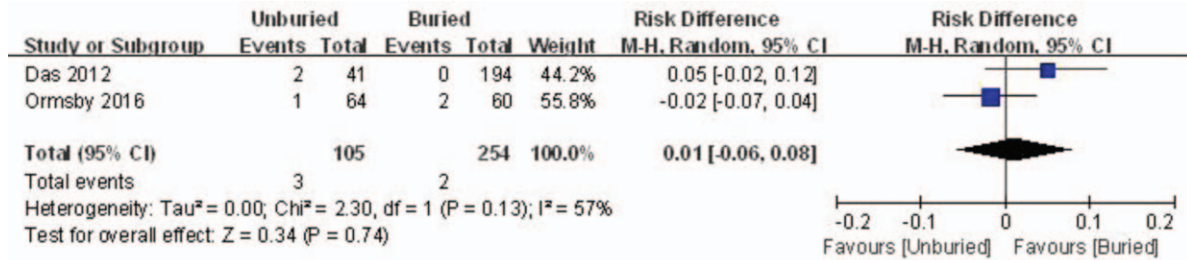 Unburied Buried Risk Difference Risk Difference
Study or Subgroup Events Total Events Total Weight M-H, Random, 95% CI M-H, Random, 95% CI
Das 2012 2 41 0 194 44.2% 0.05 [-0.02, 0.12]
Ormsby 2016 1 64 2 60 55.8% -0.02 [-0.07, 0.04]
Total (95% CI) 105 254 100.0% 0.01 [-0.06, 0.08]
Total events 3 2
Heterogeneity: Tau² = 0.00; Chi² = 2.30, df = 1 (P = 0.13); I² = 57%
Test for overall effect: Z = 0.34 (P = 0.74)
-0.2 -0.1 0 0.1 0.2
Favours [Unburied] Favours [Buried]